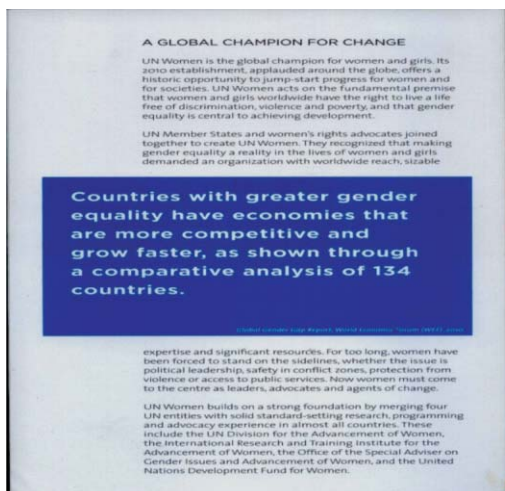 A GLOBAL CHAMPION FOR CHANGE
UN Women is the global champion for women and girls. Its
2010 establishment, applauded around the globe, offers a
historic opportunity to jump-start progress for women and
for societies. UN Women acts on the fundamental premise
that women and girls worldwide have the right to live a life
free of discrimination, violence and poverty, and that gender
equality is central to achieving development.
UN Member States and women's rights advocates joined
together to create UN Women. They recognized that making
gender equality a reality in the lives of women and girls
demanded an organization with worldwide reach, sizable
Countries with greater gender
equality have economies that
are more competitive and
grow faster, as shown through
a comparative analysis of 134
countries.
Global Gender Gap Report, World Economic Forum
expertise and significant resources. For too long, women have
been forced to stand on the sidelines, whether the issue is
political leadership, safety in conflict zones, protection from
violence or access to public services. Now women must come
to the centre as leaders, advocates and agents of change.
UN Women builds on a strong foundation by merging four
UN entities with solid standard-setting research, programming
and advocacy experience in almost all countries. These
include the UN Division for the Advancement of Women,
the International Research and Training Institute for the
Advancement of Women, the Office of the Special Adviser on
Gender Issues and Advancement of Women, and the United
Nations Development Fund for Women.